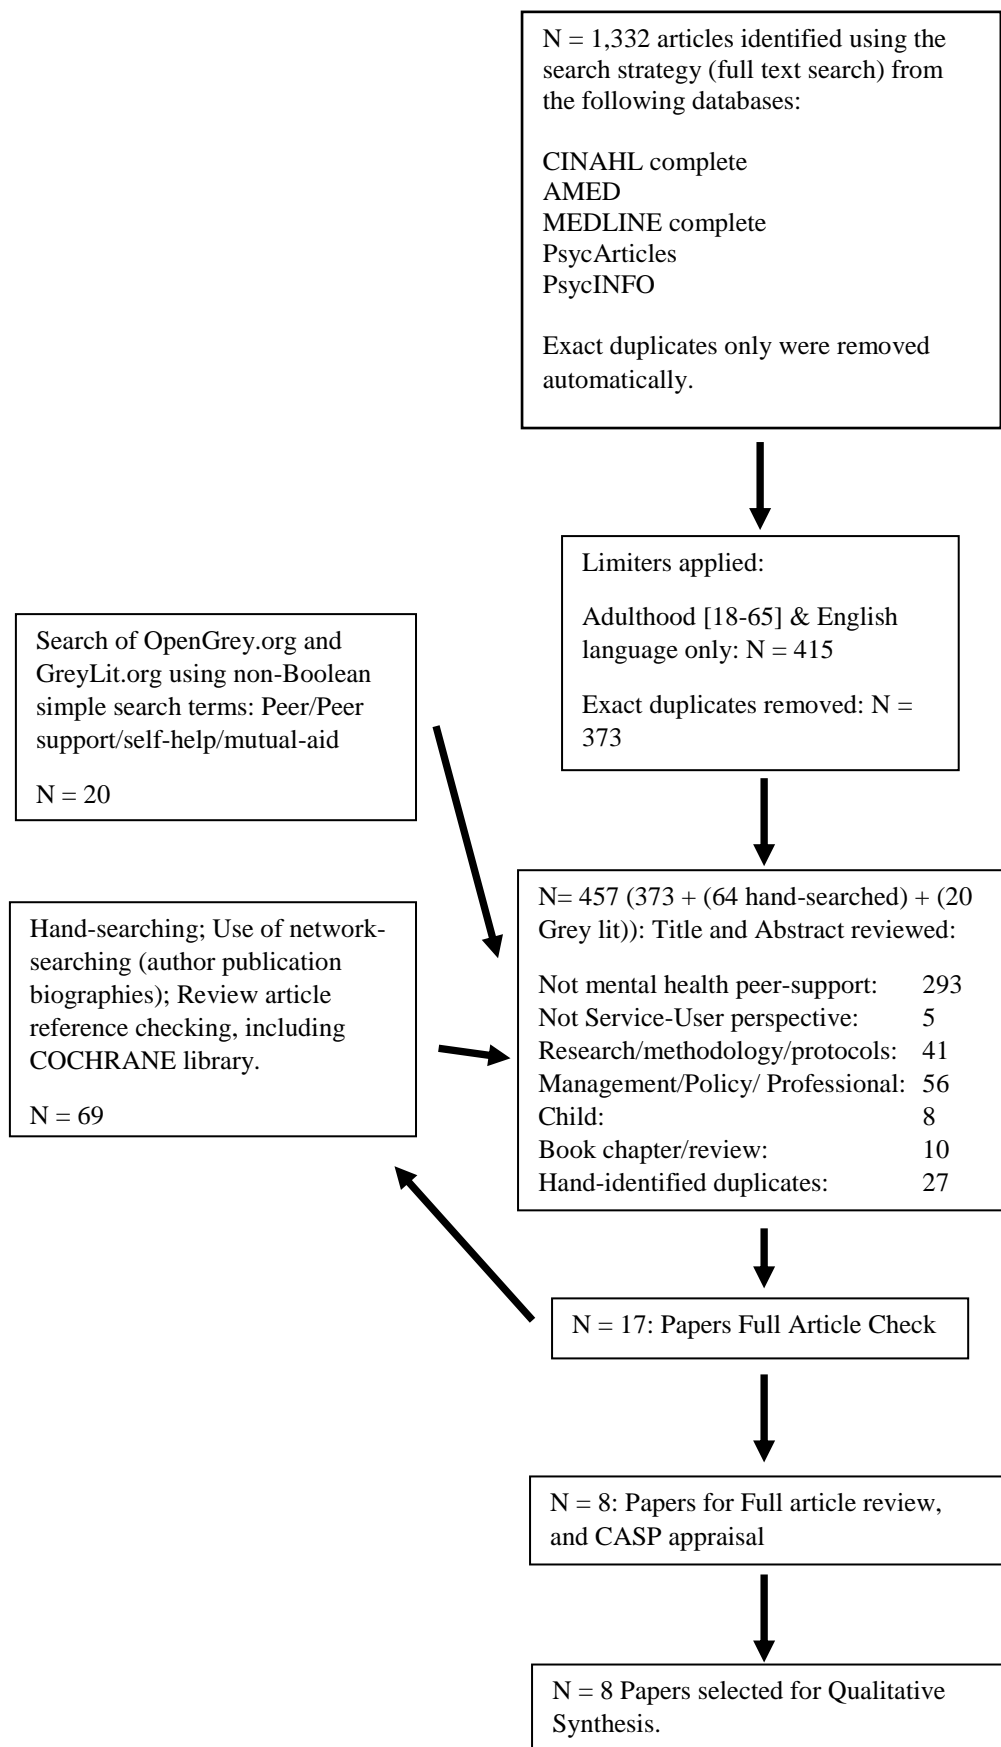 N = 1,332 articles identified using the
search strategy (full text search) from
the following databases:
CINAHL complete
AMED
MEDLINE complete
PsycArticles
PsycINFO
Exact duplicates only were removed
automatically.
Limiters applied:
Adulthood [18-65] & English
language only: N = 415
Exact duplicates removed: N =
373
Search of OpenGrey.org and
GreyLit.org using non-Boolean
simple search terms: Peer/Peer
support/self-help/mutual-aid
N = 20
Hand-searching; Use of network-
searching (author publication
biographies); Review article
reference checking, including
COCHRANE library.
N = 69
N= 457 (373 + (64 hand-searched) + (20
Grey lit)): Title and Abstract reviewed:
Not mental health peer-support: 293
Not Service-User perspective: 5
Research/methodology/protocols: 41
Management/Policy/ Professional: 56
Child: 8
Book chapter/review: 10
Hand-identified duplicates: 27
N = 17: Papers Full Article Check
N = 8: Papers for Full article review,
and CASP appraisal
N = 8 Papers selected for Qualitative
Synthesis.